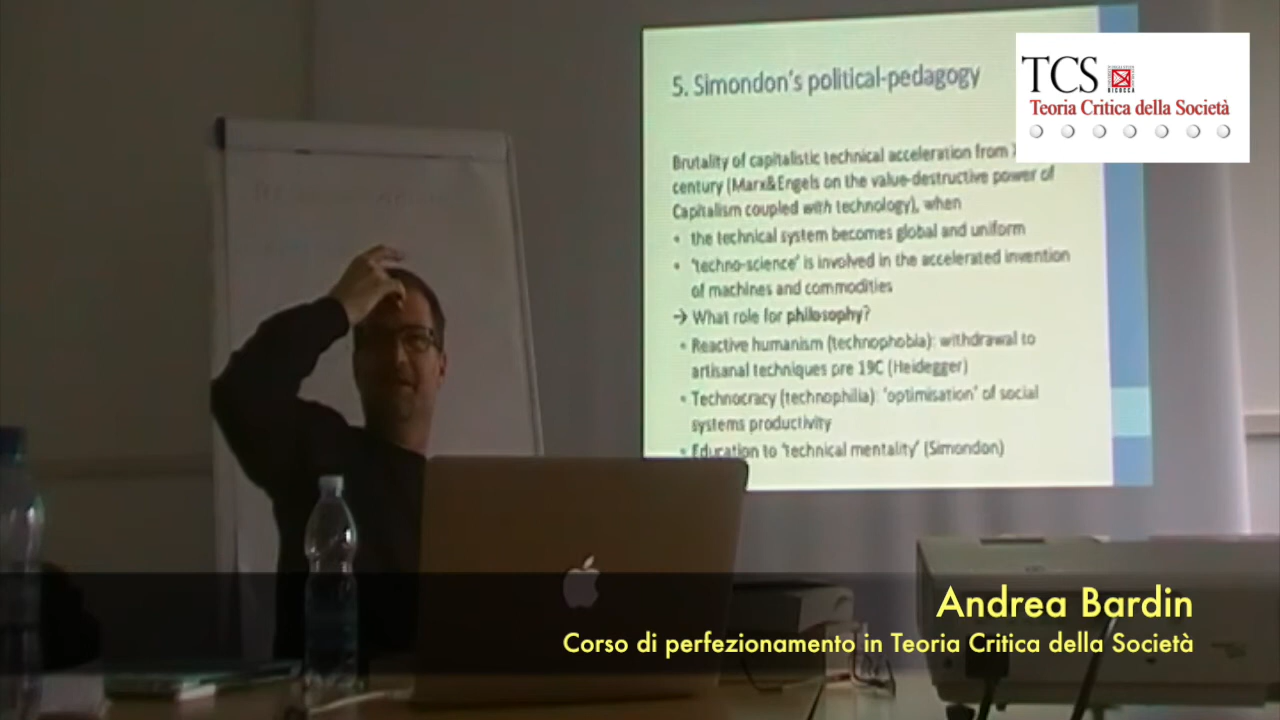 5. Simondon's political-pedagogy
Brutality of capitalistic technical acceleration from
century (Marx&Engels on the value-destructive power of
Capitalism coupled with technology), when
• the technical system becomes global and uniform
• 'techno-science' is involved in the accelerated invention
of machines and commodities
→ What role for philosophy?
• Reactive humanism (technophobia): withdrawal to
artisanal techniques pre 19C (Heidegger)
• Technocracy (technophilia): 'optimisation' of social
systems productivity
• Education to 'technical mentality' (Simondon)
TCS
BICOCCA
Teoria Critica della Società
Andrea Bardin
Corso di perfezionamento in Teoria Critica della Società